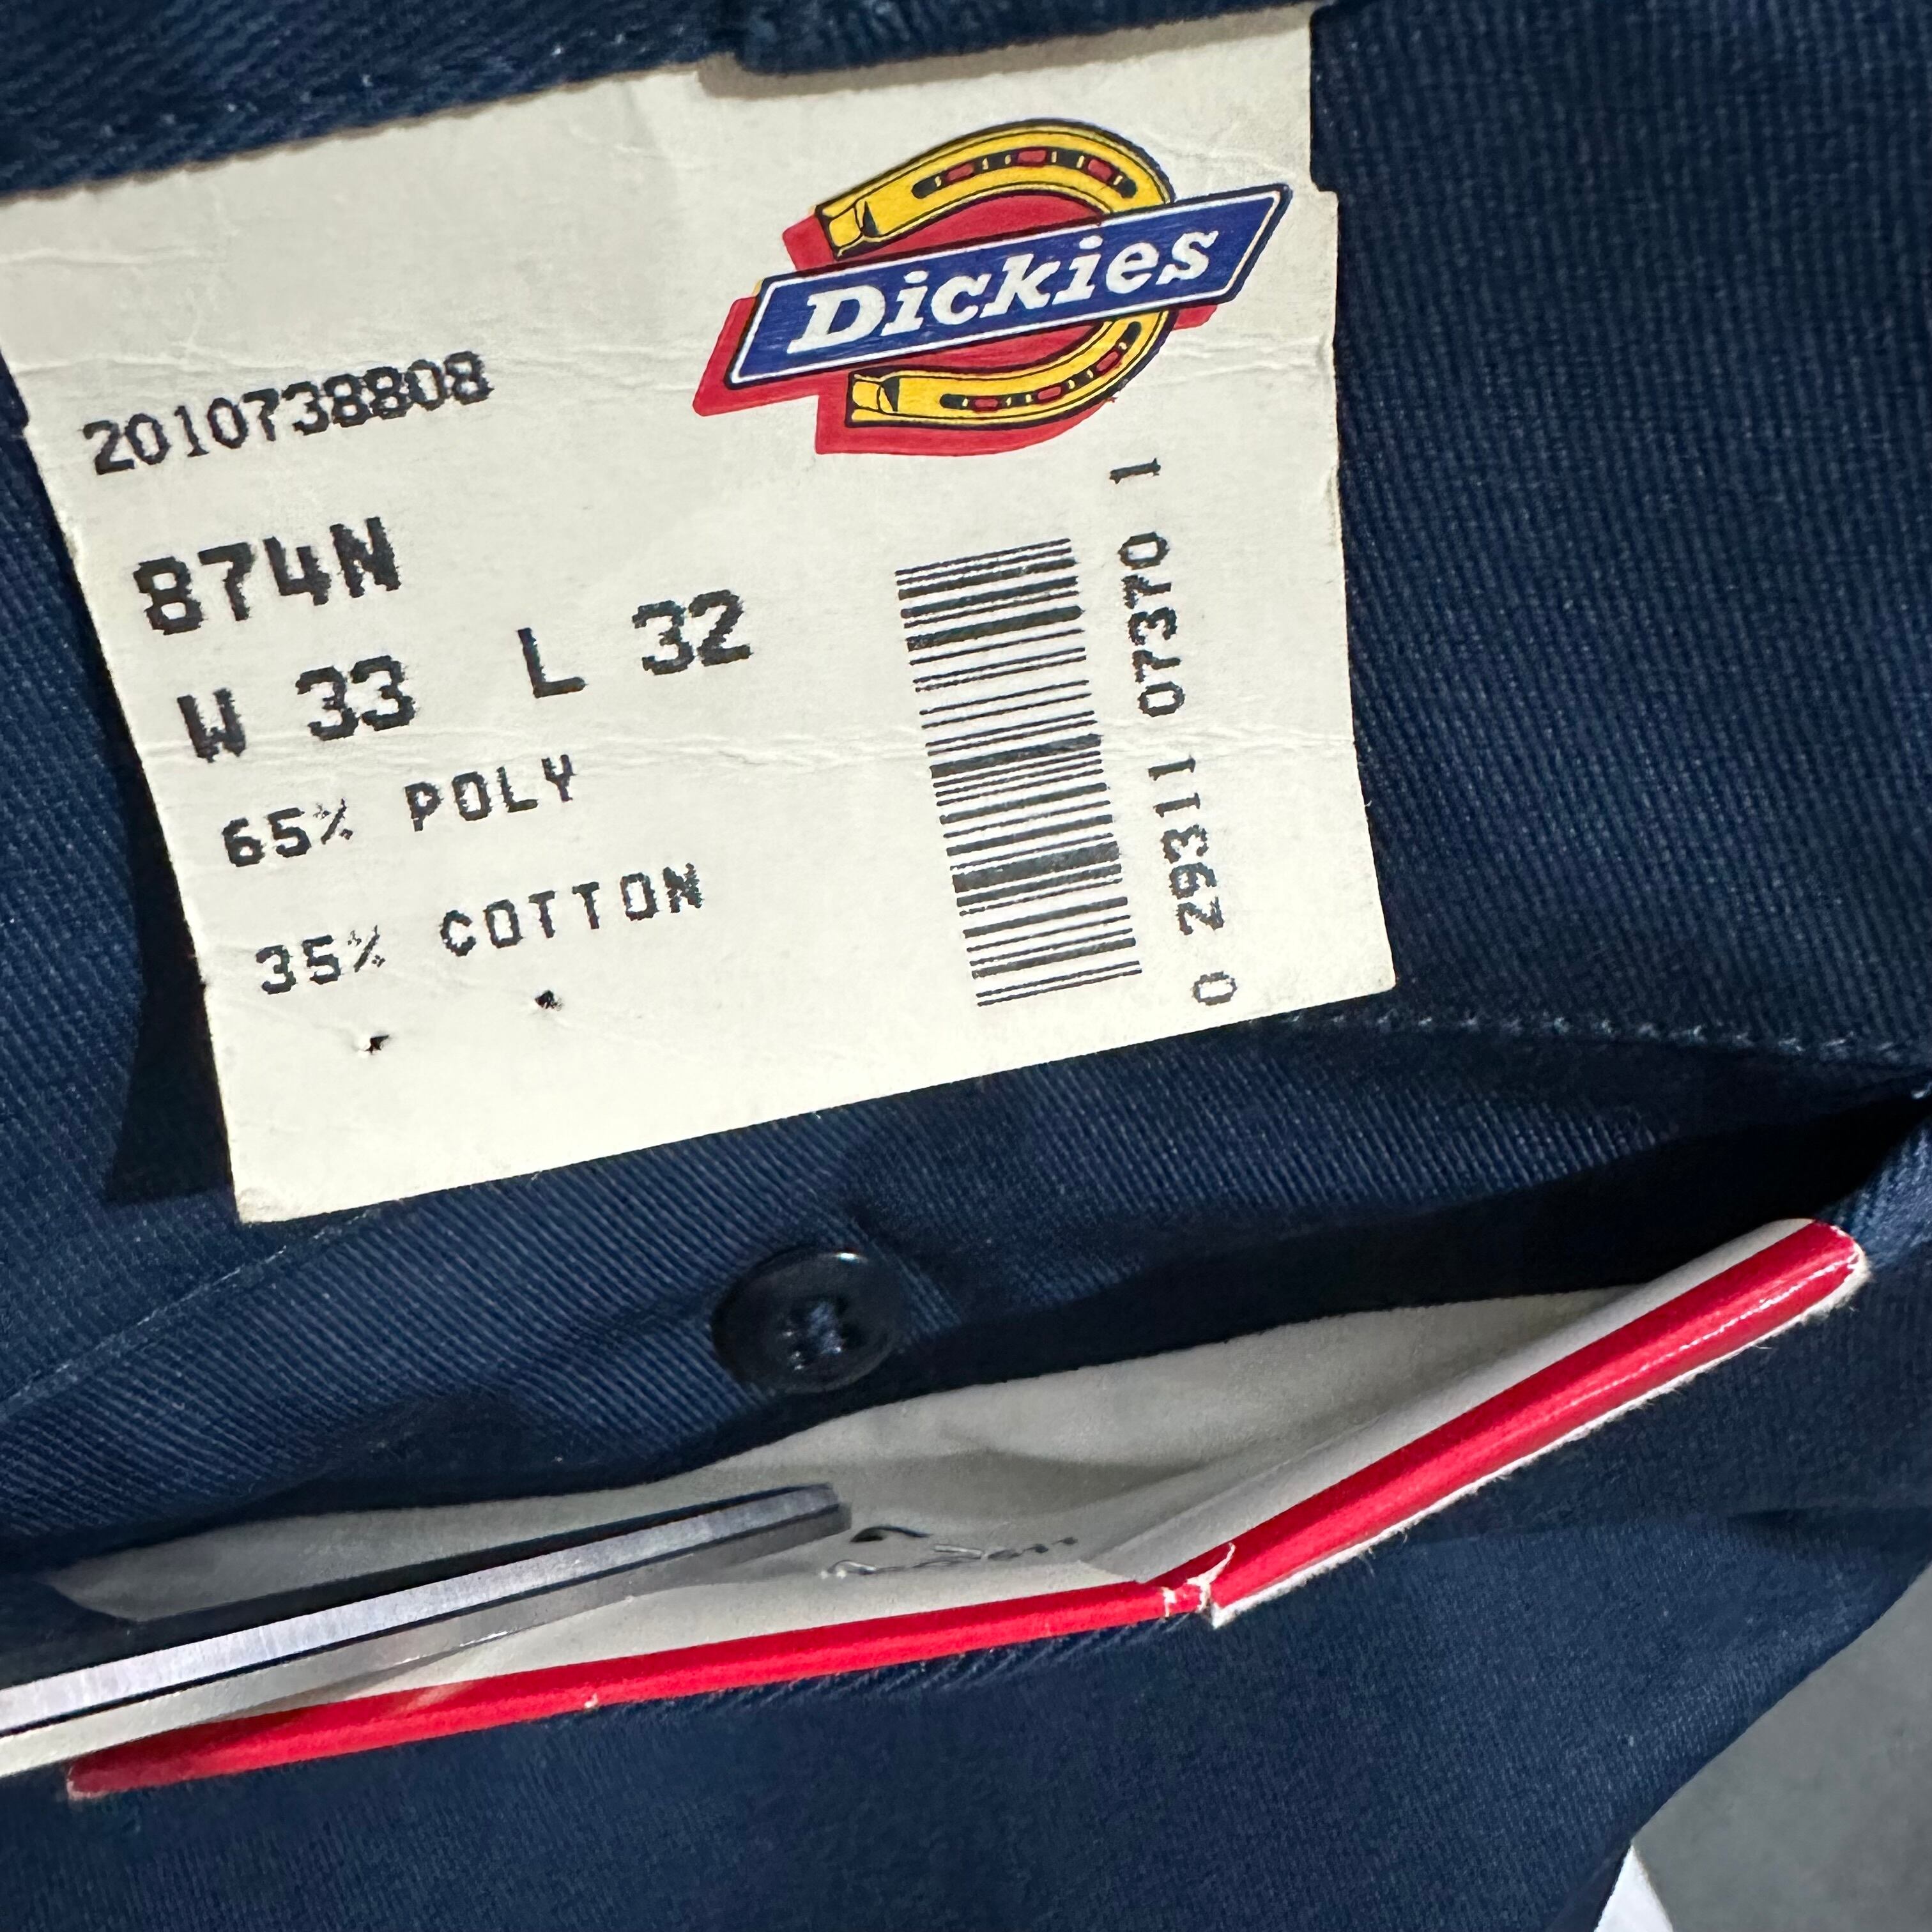 Dickies
2010738808
874N
W 33 L 32
65% POLY
35% COTTON
0 29311 07370 1